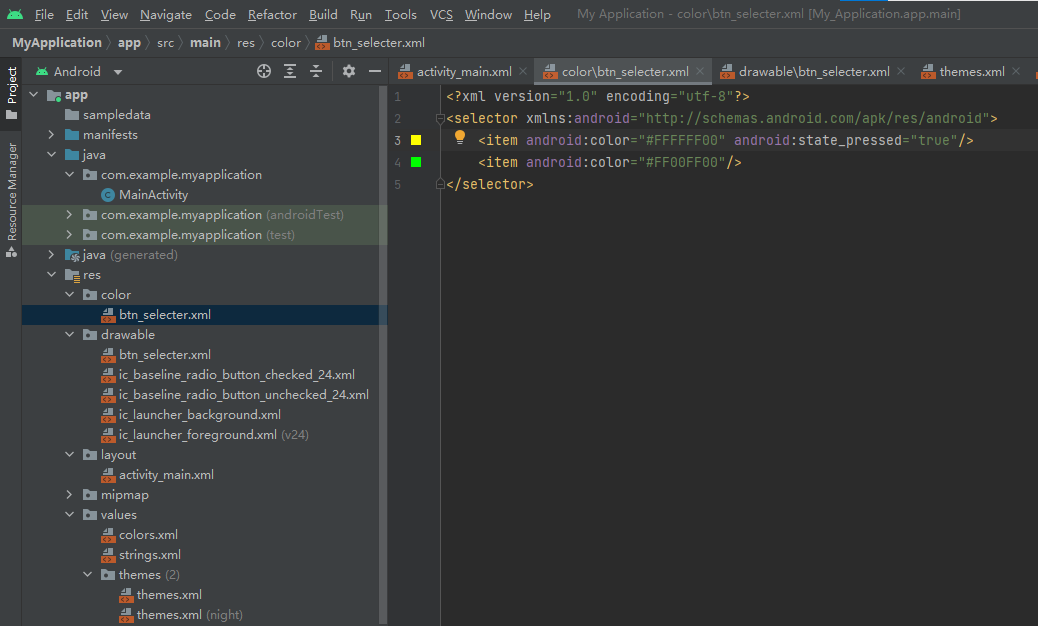 File Edit View Navigate Code Refactor Build Run Tools VCS Window Help My Application - color\btn_selecter.xml [My_Application.app.main]
MyApplication app src main res color btn_selecter.xml
Project
Resource Manager
Android
app
sampledata
manifests
java
com.example.myapplication
MainActivity
com.example.myapplication (androidTest)
com.example.myapplication (test)
java (generated)
res
color
btn_selecter.xml
drawable
btn_selecter.xml
ic_baseline_radio_button_checked_24.xml
ic_baseline_radio_button_unchecked_24.xml
ic_launcher_background.xml
ic_launcher_foreground.xml (v24)
layout
activity_main.xml
mipmap
values
colors.xml
strings.xml
themes (2)
themes.xml
themes.xml (night)
activity_main.xml color\btn_selecter.xml drawable\btn_selecter.xml themes.xml
1 <?xml version="1.0" encoding="utf-8"?>
2 <selector xmlns:android="http://schemas.android.com/apk/res/android">
3 <item android:color="#FFFFFF00" android:state_pressed="true"/>
4 <item android:color="#FF00FF00"/>
5 </selector>